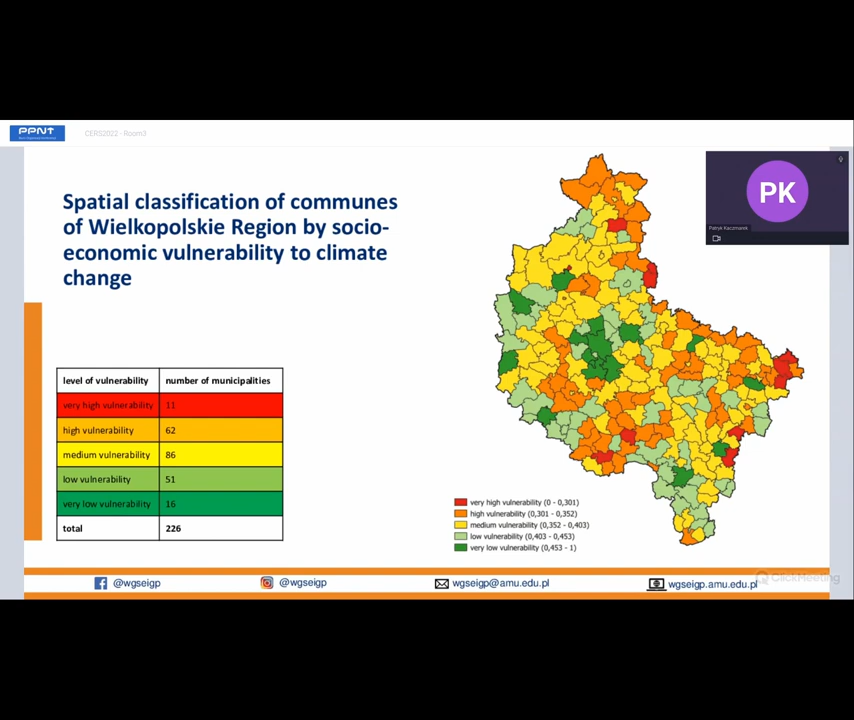 PPNT
CERS2022 - Room3
Spatial classification of communes
of Wielkopolskie Region by socio-
economic vulnerability to climate
change
PK
Patryk Kaczmarek
level of vulnerability number of municipalities
very high vulnerability 11
high vulnerability 62
medium vulnerability 86
low vulnerability 51
very low vulnerability 16
total 226
very high vulnerability (0 - 0,301)
high vulnerability (0,301 - 0,352)
medium vulnerability (0,352 - 0,403)
low vulnerability (0,403 - 0,453)
very low vulnerability (0,453 - 1)
@wgseigp @wgseigp wgseigp@amu.edu.pl wgseigp.amu.edu.pl
ClickMeeting